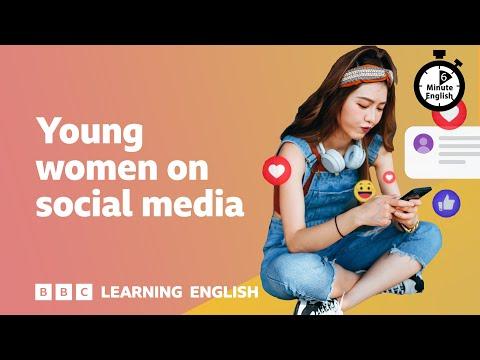 6
Minute
English
Young
women on
social media
BBC LEARNING ENGLISH